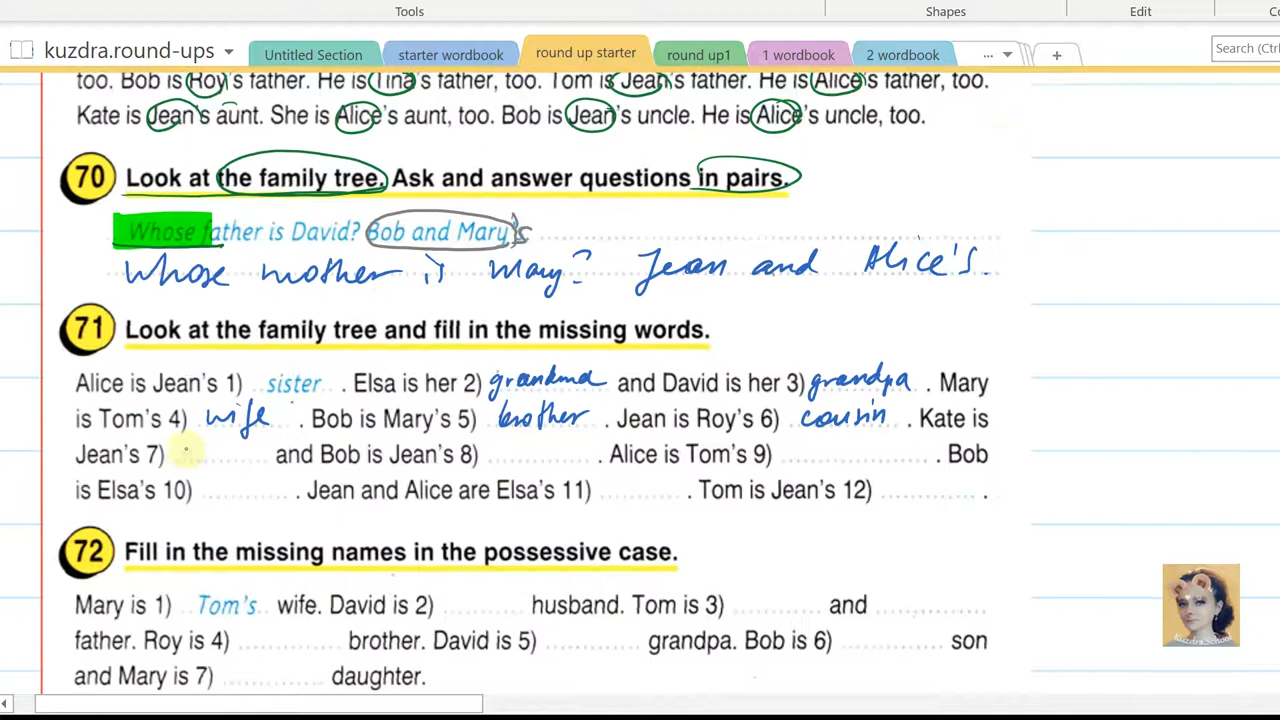 Tools Shapes Edit
kuzdra.round-ups Untitled Section starter wordbook round up starter round up1 1 wordbook 2 wordbook ... + Search (Ctrl
too. Bob is Roy's father. He is Tina's father, too. Tom is Jean's father. He is Alice's father, too.
Kate is Jean's aunt. She is Alice's aunt, too. Bob is Jean's uncle. He is Alice's uncle, too.
70 Look at the family tree. Ask and answer questions in pairs.
Whose father is David? Bob and Mary's
Whose mother is Mary? Jean and Alice's.
71 Look at the family tree and fill in the missing words.
Alice is Jean's 1) sister . Elsa is her 2) grandma and David is her 3) grandpa . Mary
is Tom's 4) wife . Bob is Mary's 5) brother . Jean is Roy's 6) cousin . Kate is
Jean's 7) and Bob is Jean's 8) . Alice is Tom's 9) . Bob
is Elsa's 10) . Jean and Alice are Elsa's 11) . Tom is Jean's 12) .
72 Fill in the missing names in the possessive case.
Mary is 1) Tom's wife. David is 2) husband. Tom is 3) and
father. Roy is 4) brother. David is 5) grandpa. Bob is 6) son
and Mary is 7) daughter.
Kuzdra.School